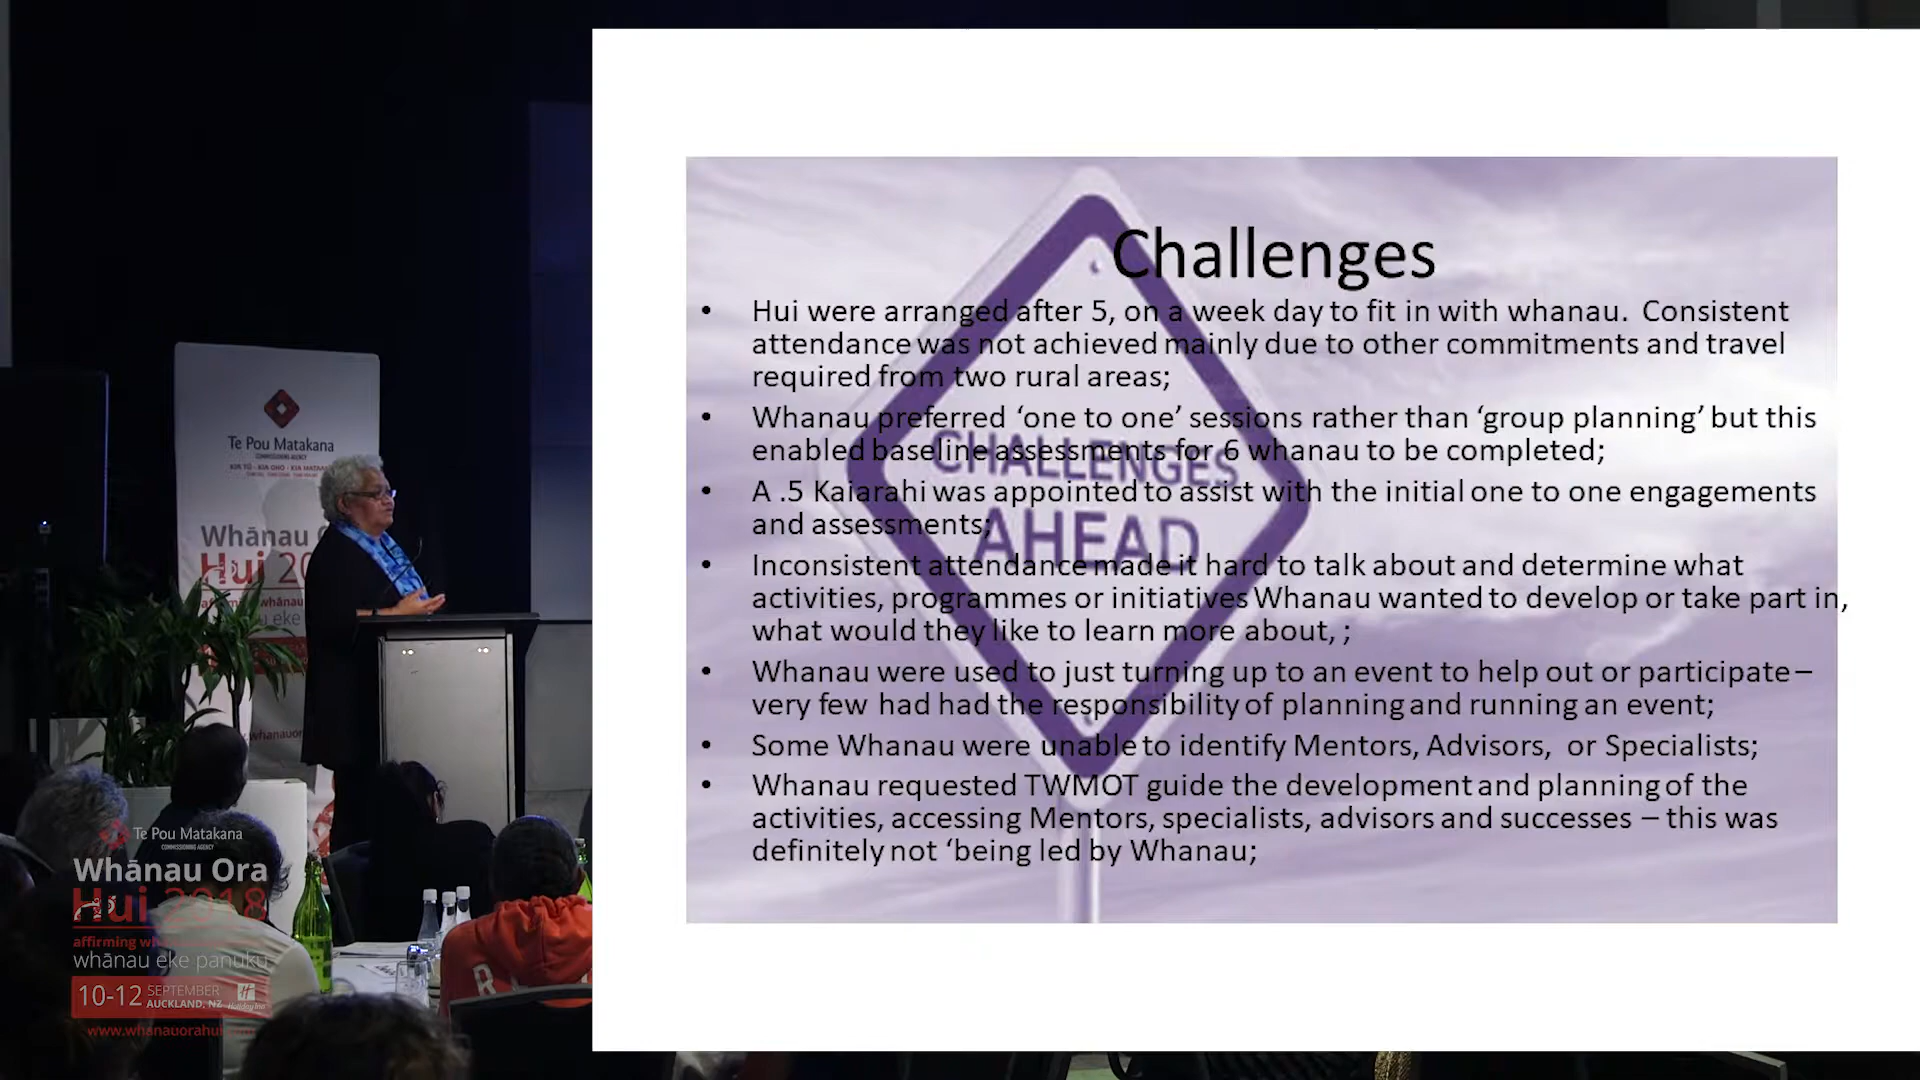 Challenges
• Hui were arranged after 5, on a week day to fit in with whanau. Consistent
attendance was not achieved mainly due to other commitments and travel
required from two rural areas;
• Whanau preferred ‘one to one’ sessions rather than ‘group planning’ but this
enabled baseline assessments for 6 whanau to be completed;
• A .5 Kaiarahi was appointed to assist with the initial one to one engagements
and assessments;
• Inconsistent attendance made it hard to talk about and determine what
activities, programmes or initiatives Whanau wanted to develop or take part in,
what would they like to learn more about, ;
• Whanau were used to just turning up to an event to help out or participate –
very few had had the responsibility of planning and running an event;
• Some Whanau were unable to identify Mentors, Advisors, or Specialists;
• Whanau requested TWMOT guide the development and planning of the
activities, accessing Mentors, specialists, advisors and successes – this was
definitely not ‘being led by Whanau;
CHALLENGES
AHEAD
Te Pou Matakana
COMMISSIONING AGENCY
Whānau
Hui 20
Te Pou Matakana
COMMISSIONING AGENCY
Whānau Ora
Hui 2018
affirming
whānau eke panuku
10-12 SEPTEMBER
AUCKLAND, NZ
Holiday Inn